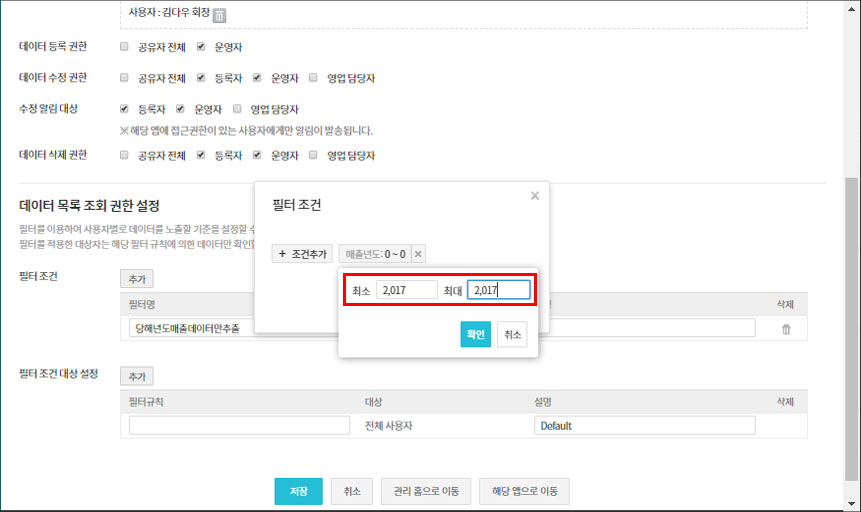 사용자 : 김다우 회장
데이터 등록 권한 공유자 전체 운영자
데이터 수정 권한 공유자 전체 등록자 운영자 영업 담당자
수정 알림 대상 등록자 운영자 영업 담당자
※ 해당 앱에 접근권한이 있는 사용자에게만 알림이 발송됩니다.
데이터 삭제 권한 공유자 전체 등록자 운영자 영업 담당자
데이터 목록 조회 권한 설정
필터를 이용하여 사용자별로 데이터를 노출할 기준을 설정할
필터를 적용한 대상자는 해당 필터 규칙에 의한 데이터만
필터 조건 ×
+ 조건추가 매출년도: 0 ~ 0 ×
최소 2,017 최대 2,017
확인 취소
필터 조건 추가
필터명 삭제
당해년도매출데이터만추출
필터 조건 대상 설정 추가
필터규칙 대상 설명 삭제
전체 사용자 Default
저장 취소 관리 홈으로 이동 해당 앱으로 이동